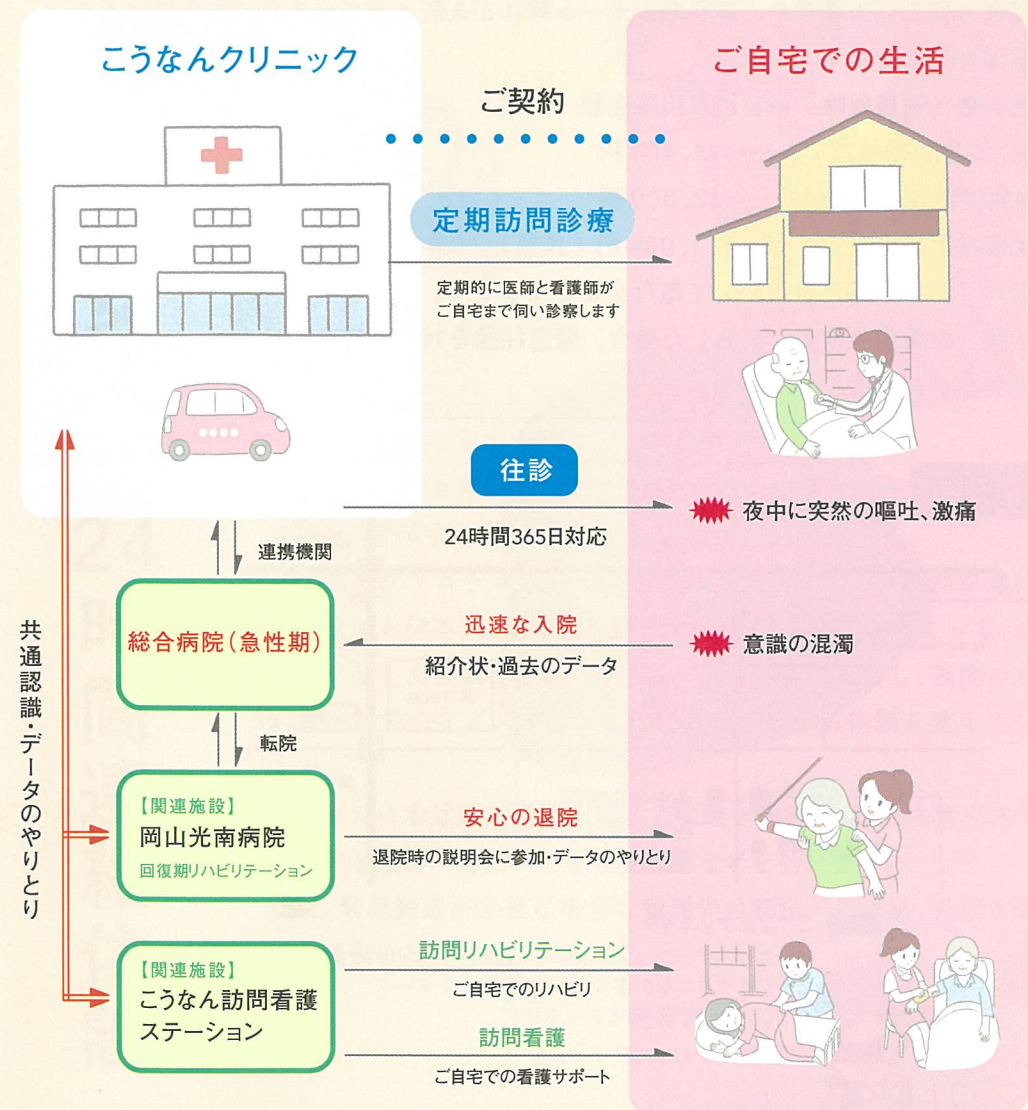 こうなんクリニック
ご自宅での生活
ご契約
定期訪問診療
定期的に医師と看護師が
ご自宅まで伺い診察します
往診
24時間365日対応
夜中に突然の嘔吐、激痛
連携機関
総合病院(急性期)
迅速な入院
紹介状・過去のデータ
意識の混濁
転院
共通認識・データのやりとり
【関連施設】
岡山光南病院
回復期リハビリテーション
安心の退院
退院時の説明会に参加・データのやりとり
【関連施設】
こうなん訪問看護
ステーション
訪問リハビリテーション
ご自宅でのリハビリ
訪問看護
ご自宅での看護サポート